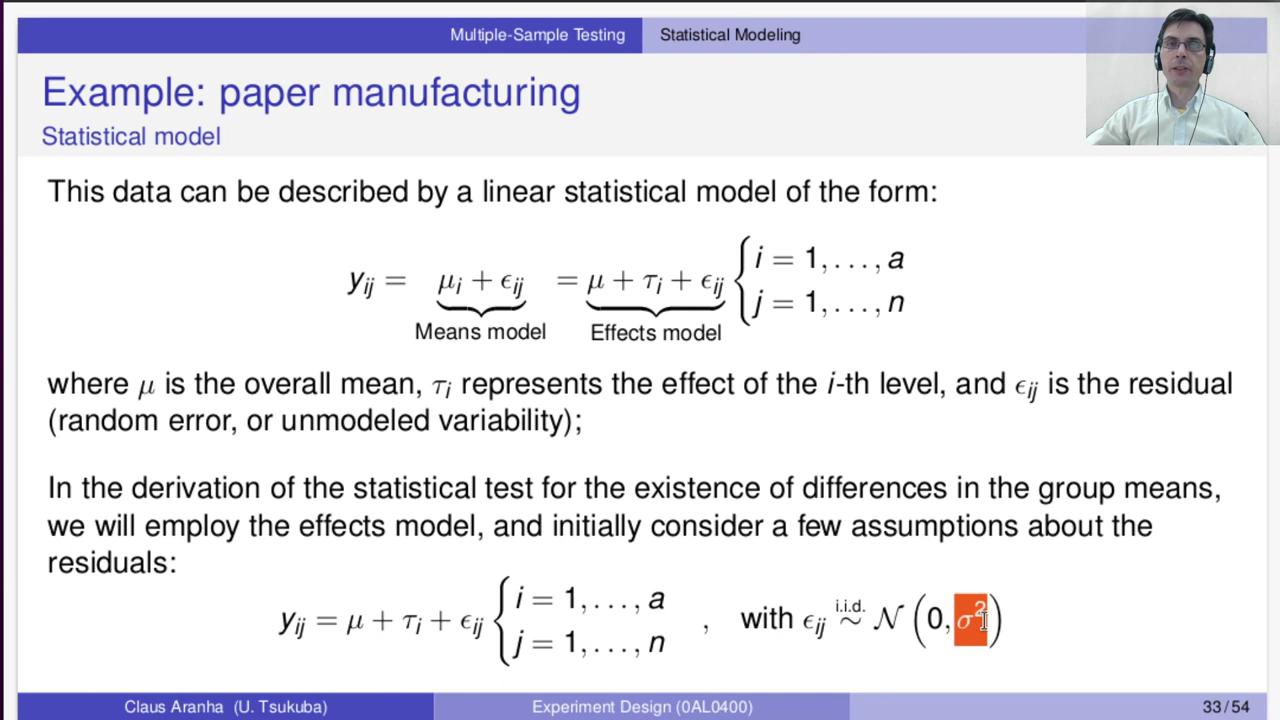 Multiple-Sample Testing Statistical Modeling
Example: paper manufacturing
Statistical model
This data can be described by a linear statistical model of the form:
y_ij = μ_i + ϵ_ij = μ + τ_i + ϵ_ij { i = 1, . . . , a
j = 1, . . . , n
Means model Effects model
where μ is the overall mean, τ_i represents the effect of the i-th level, and ϵ_ij is the residual
(random error, or unmodeled variability);
In the derivation of the statistical test for the existence of differences in the group means,
we will employ the effects model, and initially consider a few assumptions about the
residuals:
y_ij = μ + τ_i + ϵ_ij { i = 1, . . . , a
j = 1, . . . , n , with ϵ_ij i.i.d. ∼ N (0, σ²)
Claus Aranha (U. Tsukuba) Experiment Design (0AL0400) 33 / 54